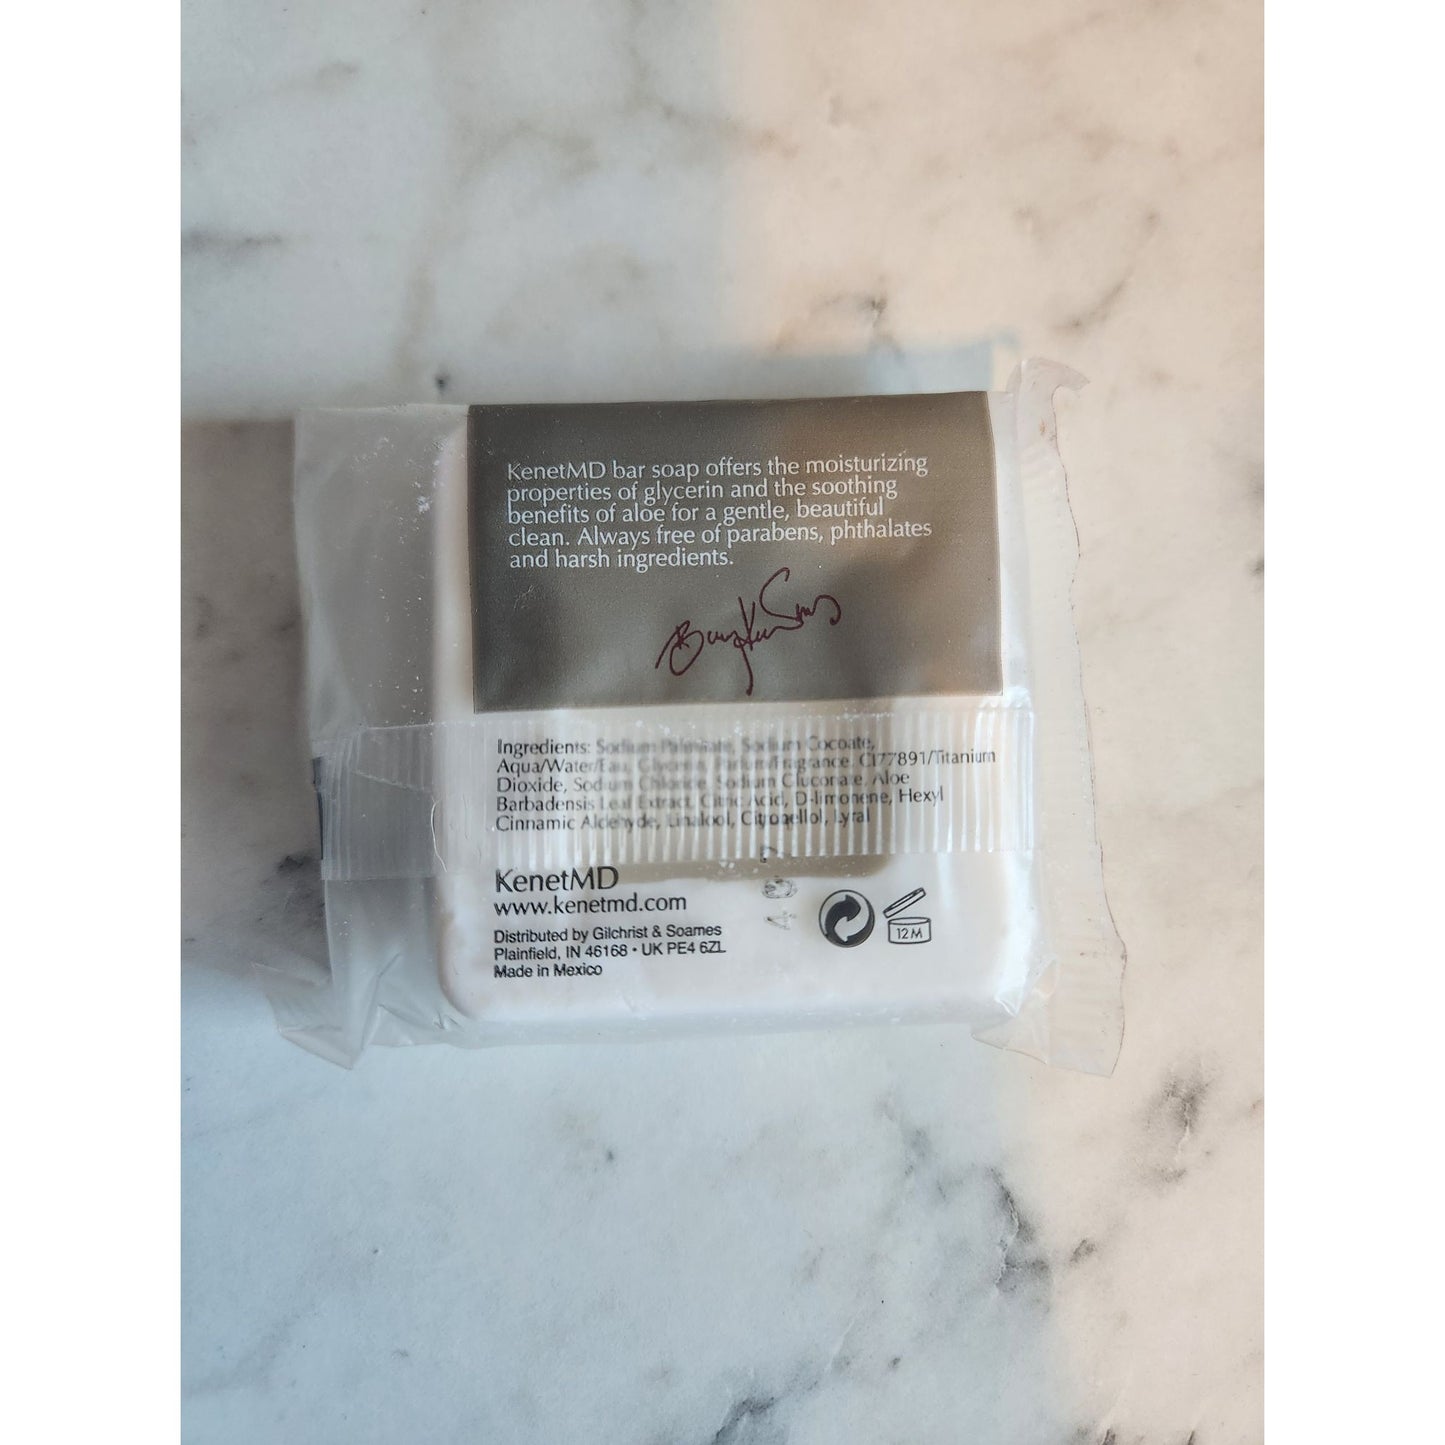 KenetMD bar soap offers the moisturizing
properties of glycerin and the soothing
benefits of aloe for a gentle, beautiful
clean. Always free of parabens, phthalates
and harsh ingredients.
Ingredients: Sodium Palmitate, Sodium Cocoate,
Aqua/Water/Eau, Glycerin, Parfum/Fragrance, CI77891/Titanium
Dioxide, Sodium Chloride, Sodium Gluconate, Aloe
Barbadensis Leaf Extract, Citric Acid, D-limonene, Hexyl
Cinnamic Aldehyde, Linalool, Citronellol, Lyral
KenetMD
www.kenetmd.com
Distributed by Gilchrist & Soames
Plainfield, IN 46168 • UK PE4 6ZL
Made in Mexico
12M